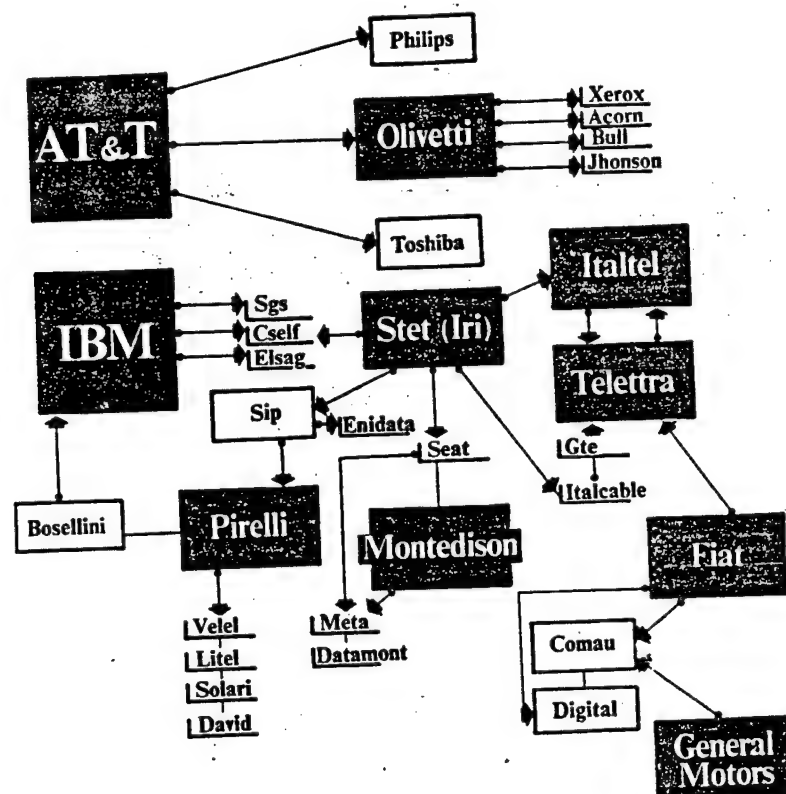 Philips
AT&T
Olivetti
Xerox
Acorn
Bull
Jhonson
Toshiba
Italtel
IBM
Sgs
Cself
Elsag
Stet (Iri)
Telettra
Sip
Enidata
Seat
Gte
Italcable
Bosellini
Pirelli
Montedison
Fiat
Velel
Litel
Solari
David
Meta
Datamont
Comau
Digital
General
Motors